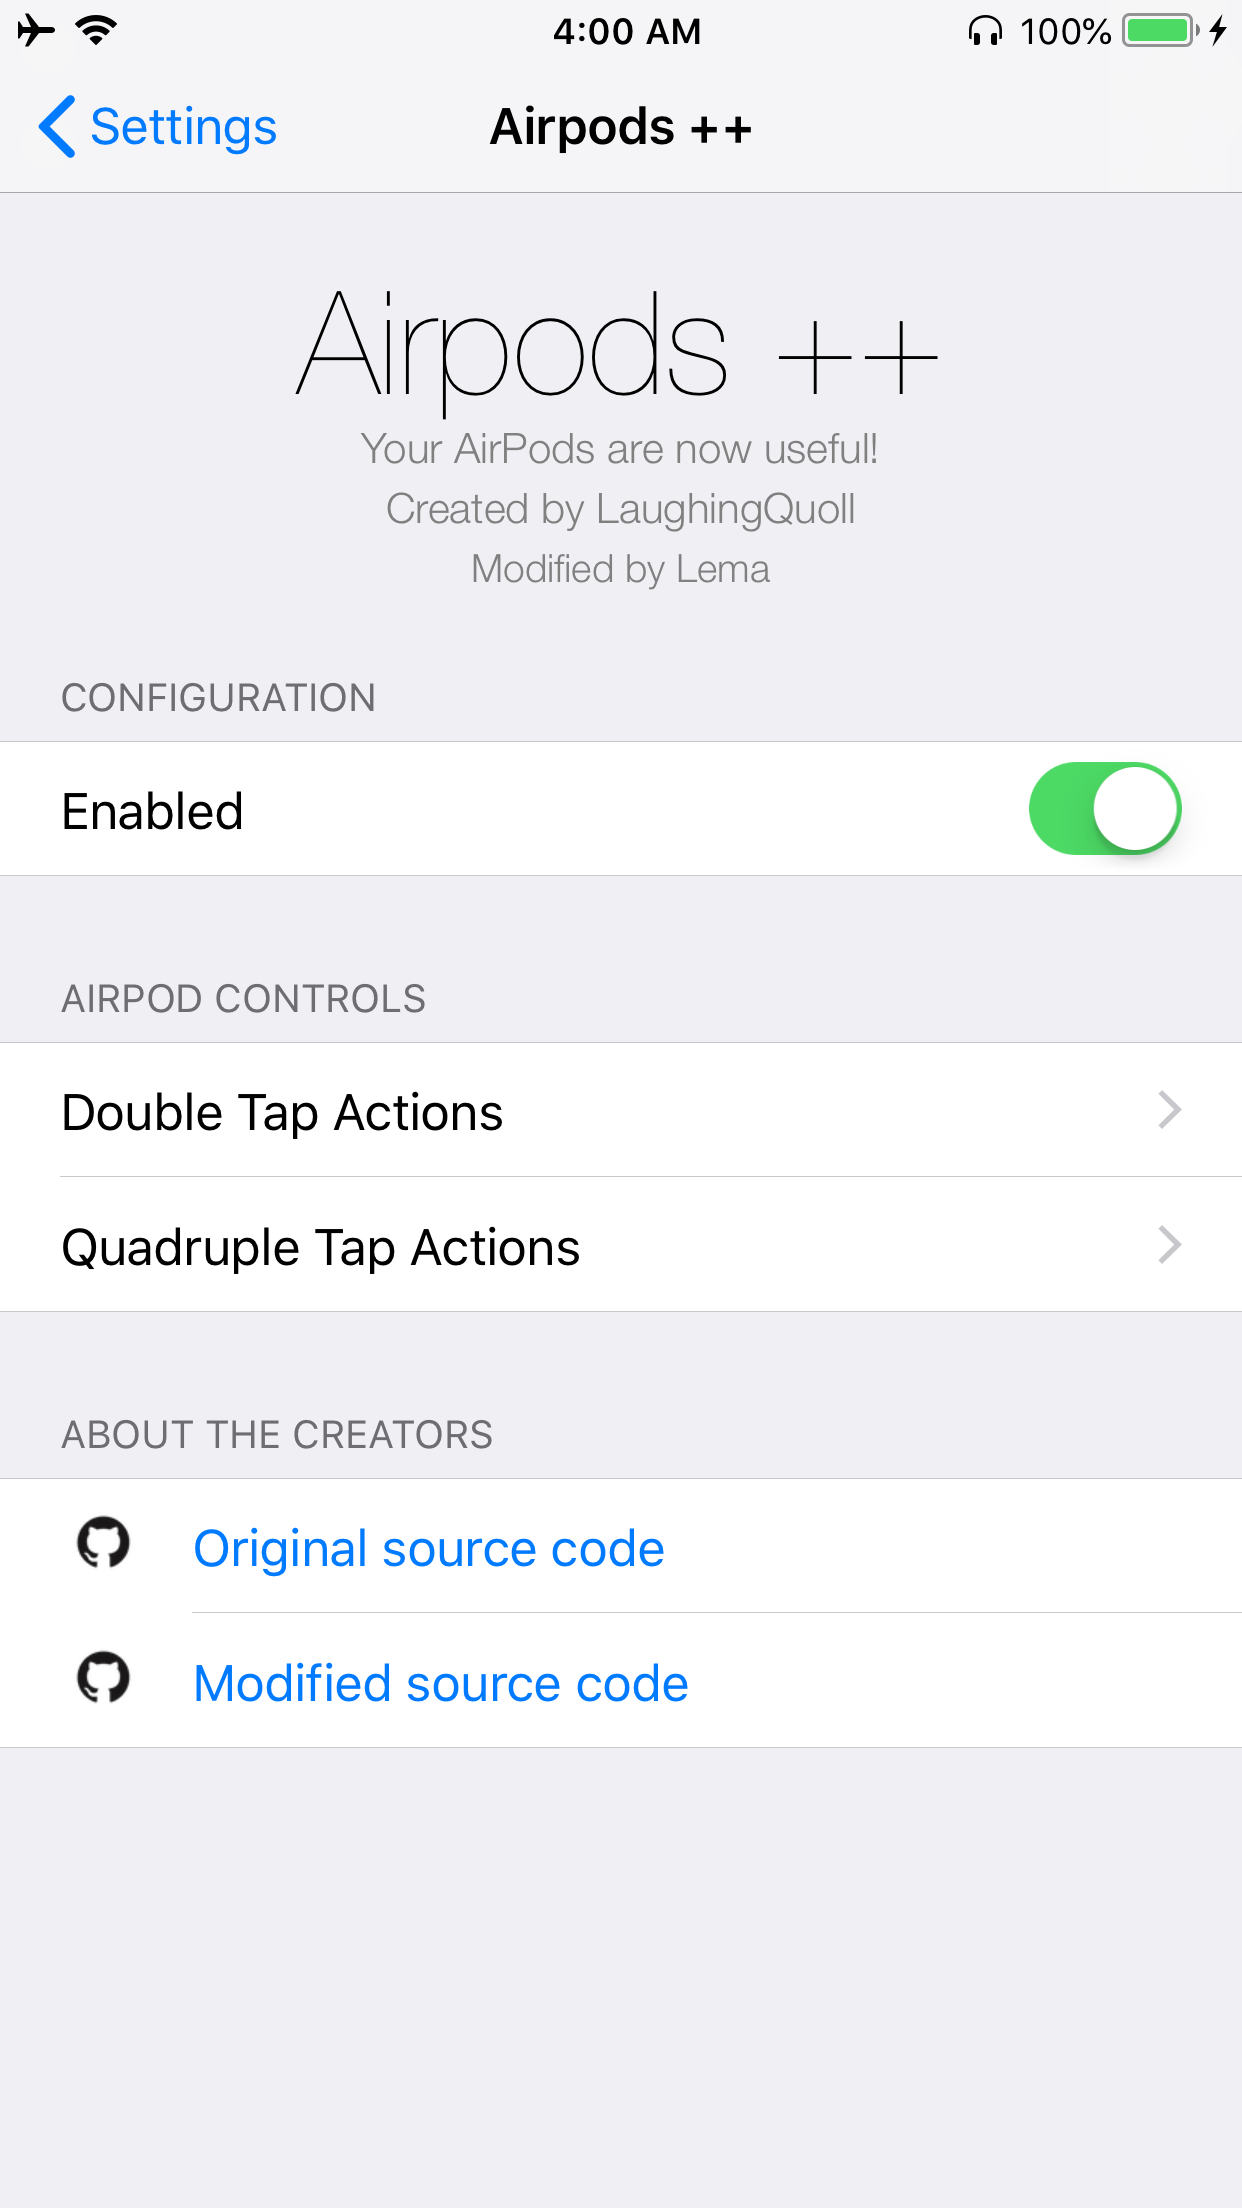 4:00 AM 100%
Settings Airpods ++
Airpods ++
Your AirPods are now useful!
Created by LaughingQuoll
Modified by Lema
CONFIGURATION
Enabled
AIRPOD CONTROLS
Double Tap Actions
Quadruple Tap Actions
ABOUT THE CREATORS
Original source code
Modified source code